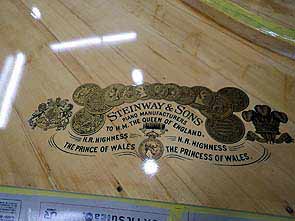 STEINWAY & SONS
PIANO MANUFACTURERS
TO H.M. THE QUEEN OF ENGLAND.
H.R. HIGHNESS
THE PRINCE OF WALES
H.R. HIGHNESS
THE PRINCESS OF WALES.